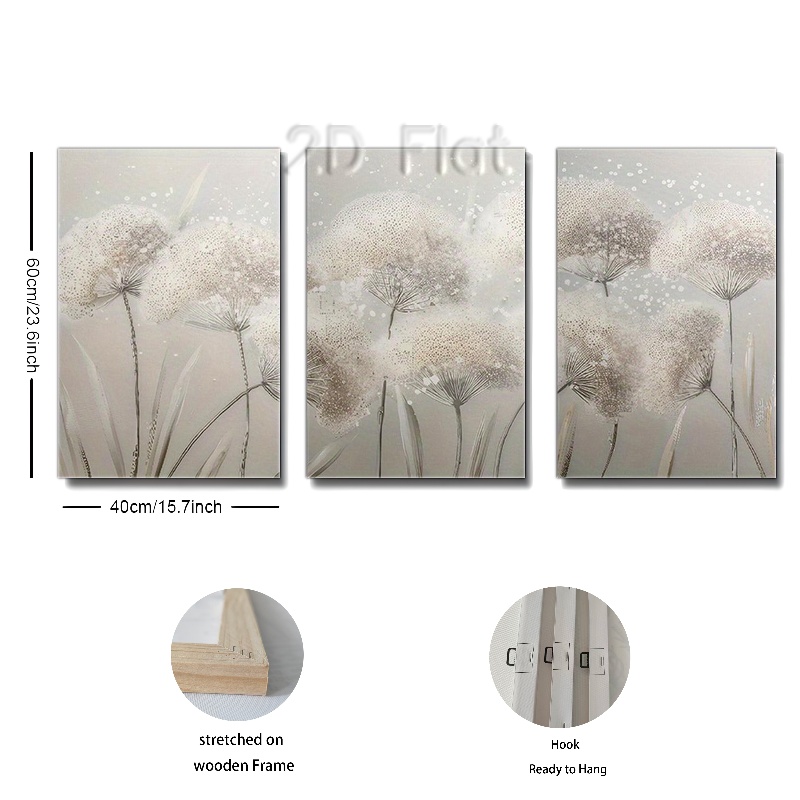 2D Flat
60cm/23.6inch
40cm/15.7inch
stretched on
wooden Frame
Hook
Ready to Hang